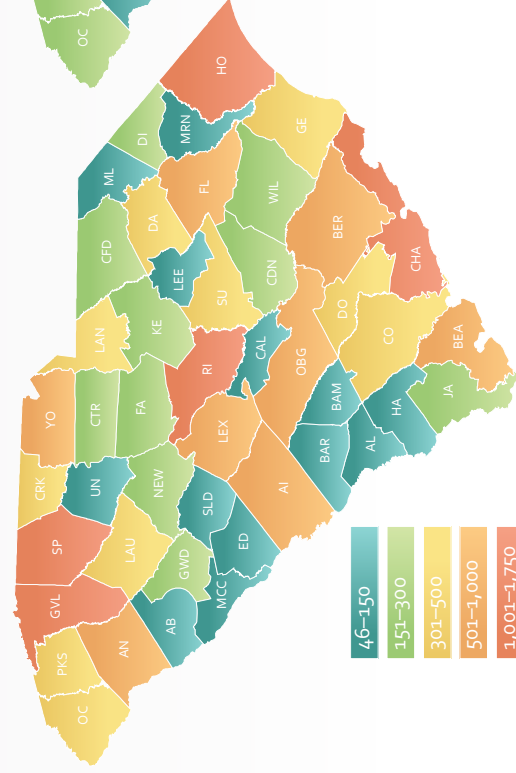 OC
HO
GE
MRN
DI
ML
FL
WIL
DA
CFD
LEE
SU
CDN
BER
CHA
LAN
KE
CAL
DO
CO
BEA
YO
CTR
FA
RI
LEX
OBG
BAM
HA
JA
CRK
UN
NEW
SLD
AI
BAR
AL
SP
LAU
GWD
ED
GVL
AN
AB
MCC
PKS
OC
46–150
151–300
301–500
501–1,000
1,001–1,750